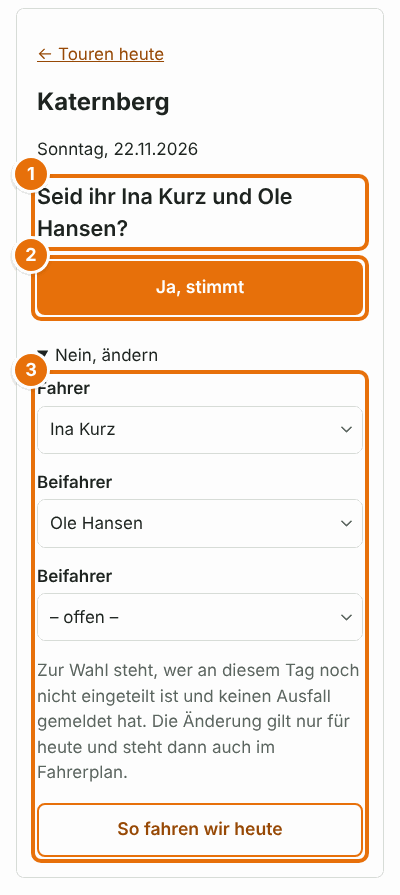 ← Touren heute
Katernberg
Sonntag, 22.11.2026
1
Seid ihr Ina Kurz und Ole
Hansen?
2
Ja, stimmt
▼ Nein, ändern
3
Fahrer
Ina Kurz
Beifahrer
Ole Hansen
Beifahrer
– offen –
Zur Wahl steht, wer an diesem Tag noch
nicht eingeteilt ist und keinen Ausfall
gemeldet hat. Die Änderung gilt nur für
heute und steht dann auch im
Fahrerplan.
So fahren wir heute